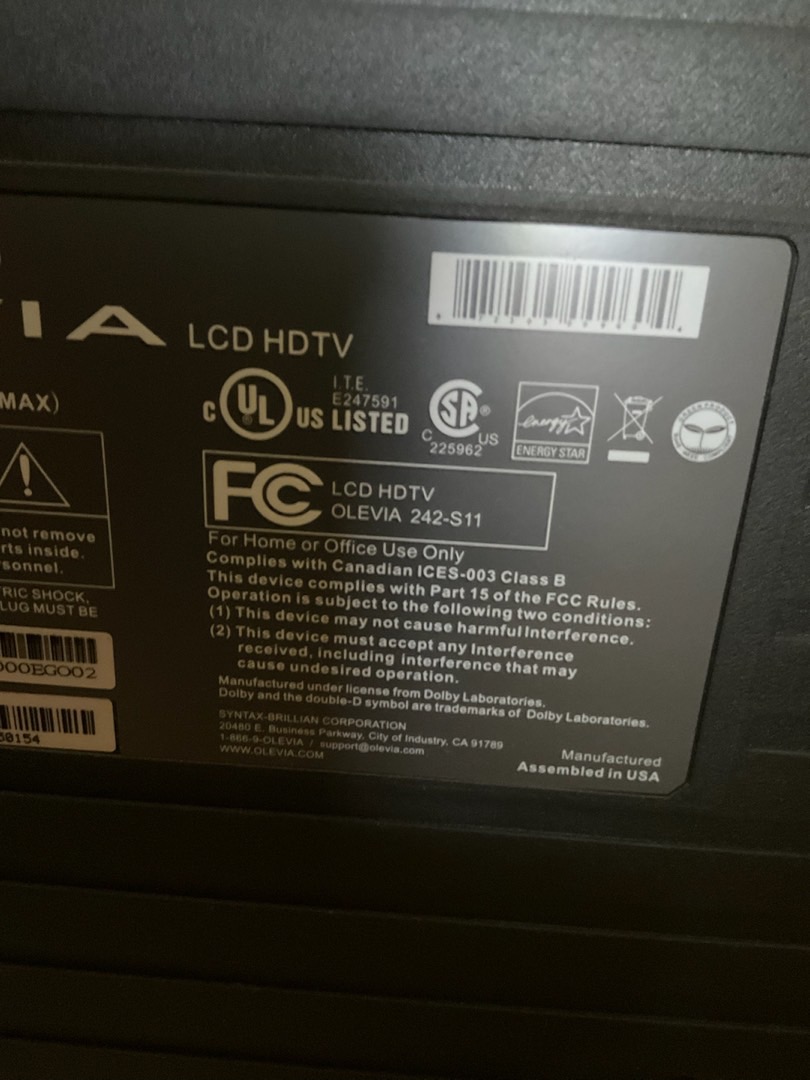 IA LCD HDTV
MAX)
C UL US LISTED
I.T.E.
E247591
SA®
C US
225962
energy
ENERGY STAR
FC LCD HDTV
OLEVIA 242-S11
not remove
rts inside.
sonnel.
TRIC SHOCK,
LUG MUST BE
000EGO02
60154
For Home or Office Use Only
Complies with Canadian ICES-003 Class B
This device complies with Part 15 of the FCC Rules.
Operation is subject to the following two conditions:
(1) This device may not cause harmful Interference.
(2) This device must accept any Interference
received, including interference that may
cause undesired operation.
Manufactured under license from Dolby Laboratories.
Dolby and the double-D symbol are trademarks of Dolby Laboratories.
SYNTAX-BRILLIAN CORPORATION
20480 E. Business Parkway, City of Industry, CA 91789
1-866-9-OLEVIA / support@olevia.com
WWW.OLEVIA.COM
Manufactured
Assembled in USA